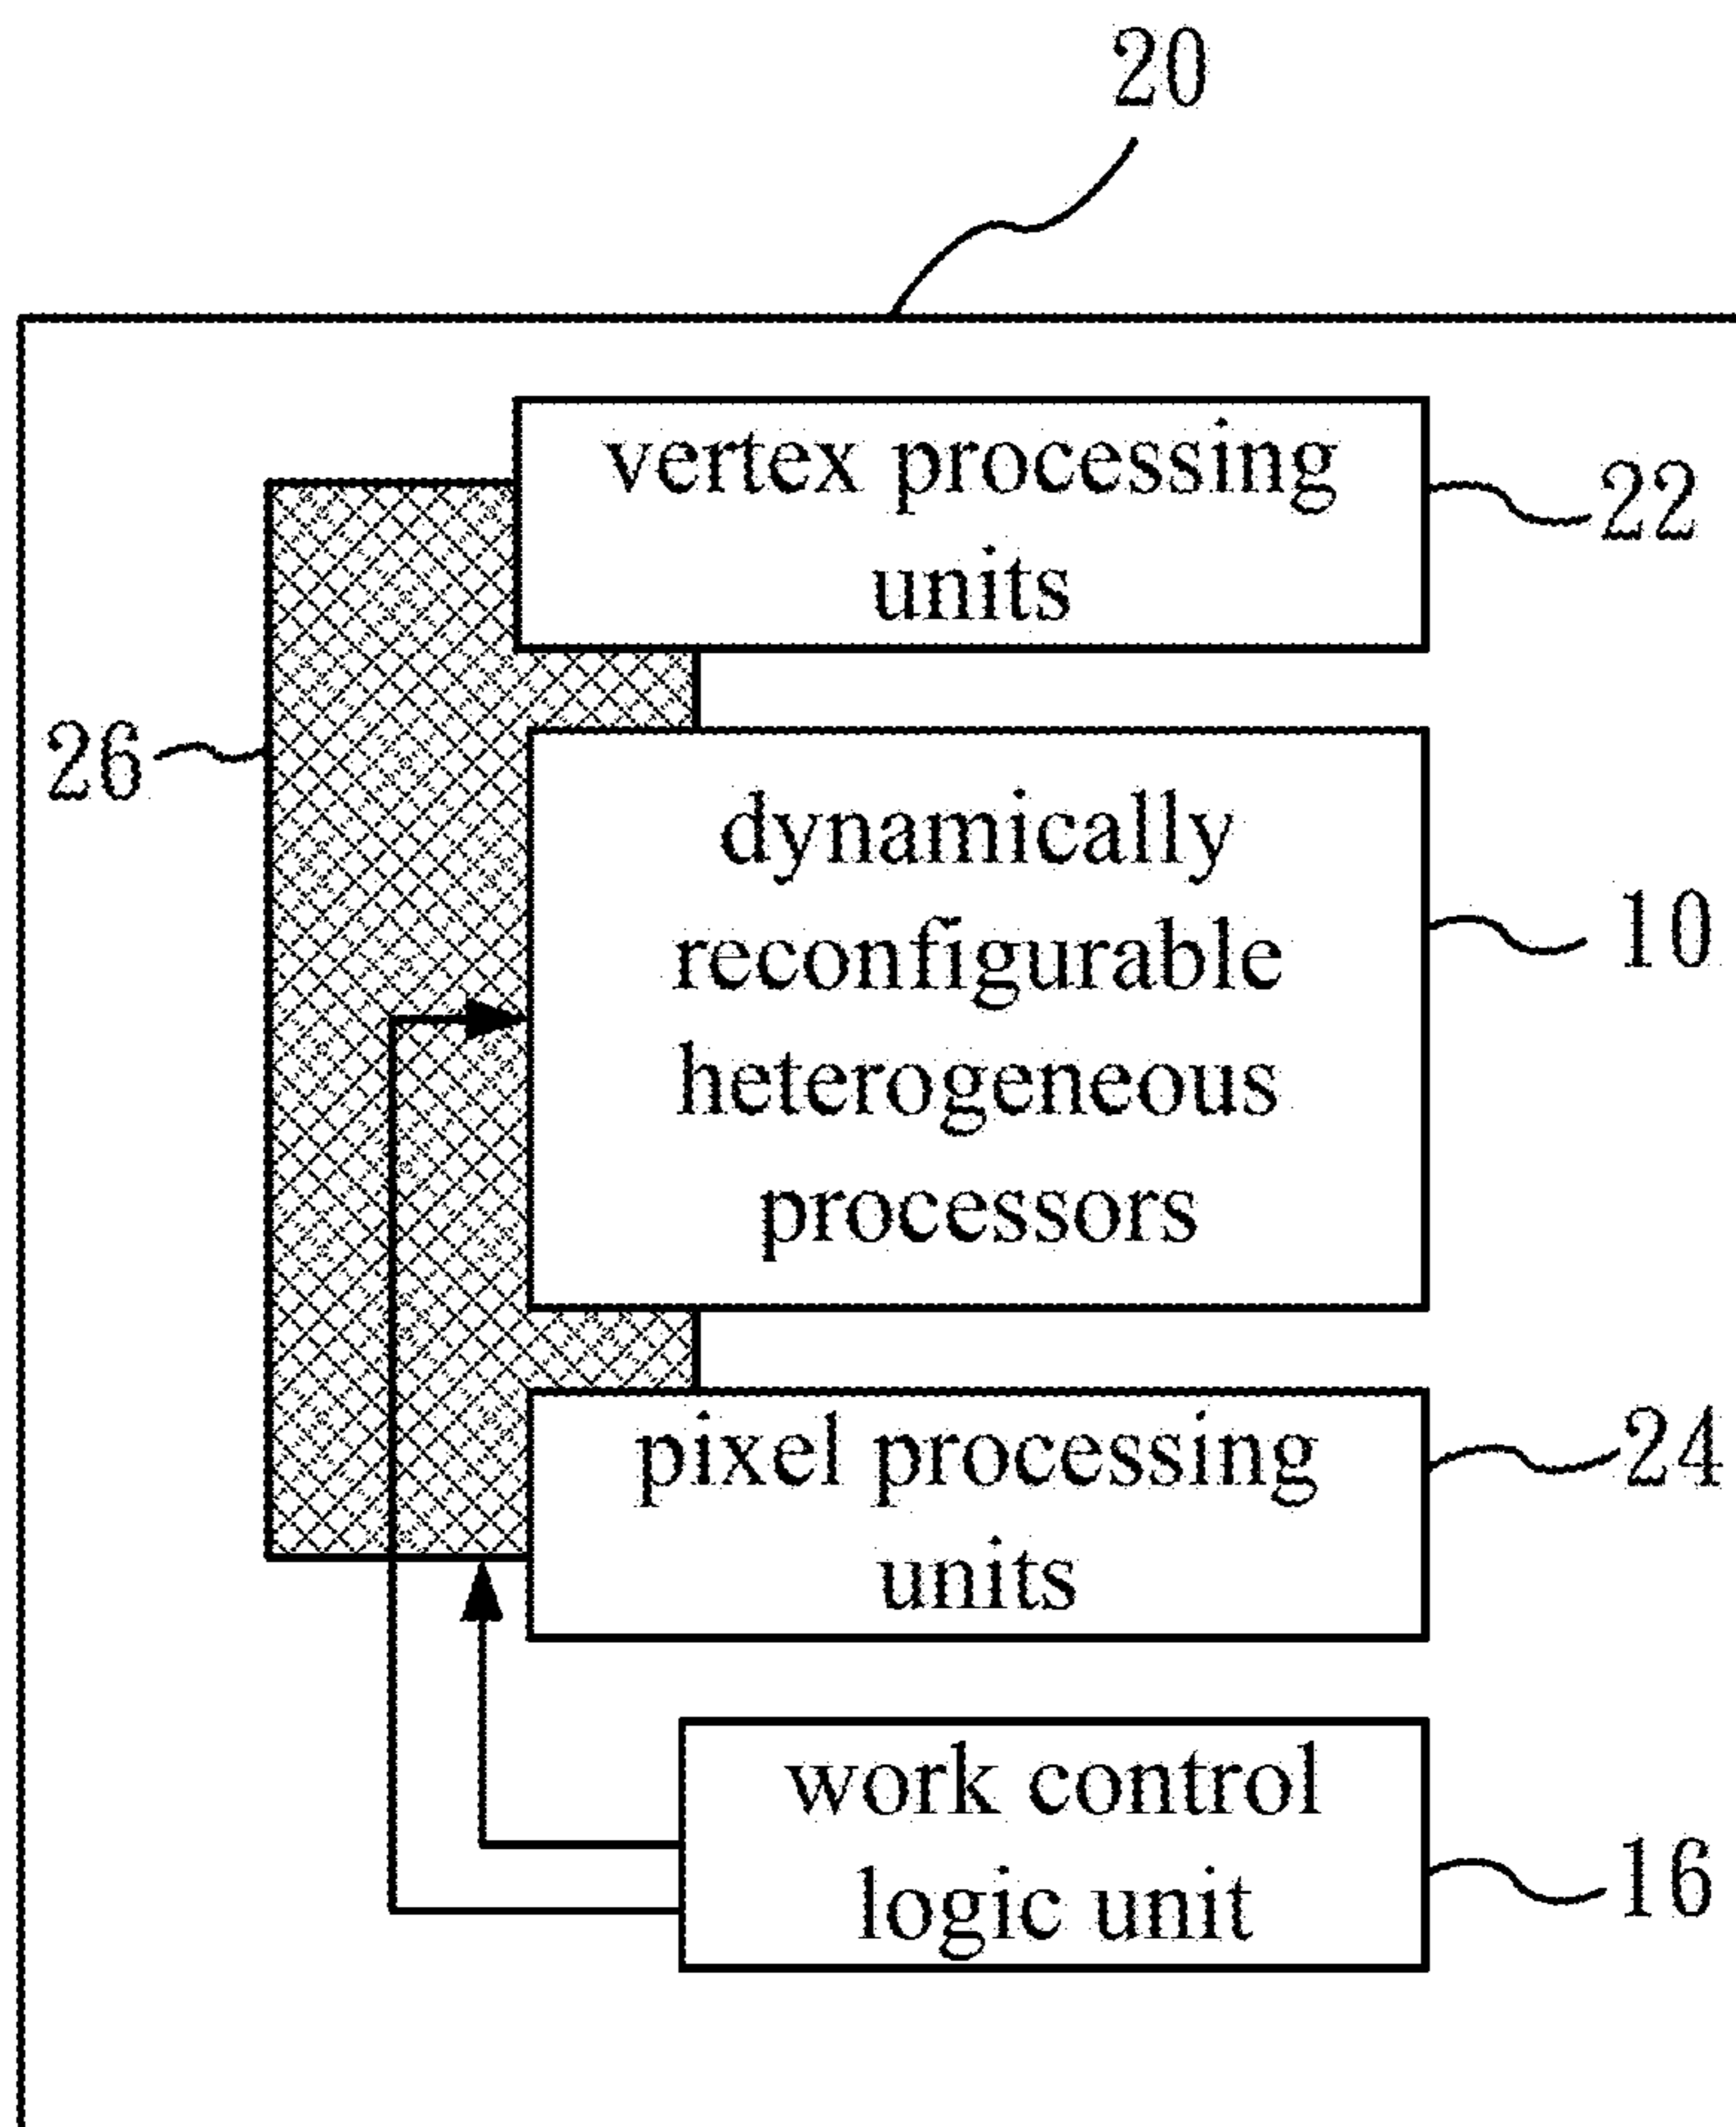 20
vertex processing
units
22
26
dynamically
reconfigurable
heterogeneous
processors
10
pixel processing
units
24
work control
logic unit
16